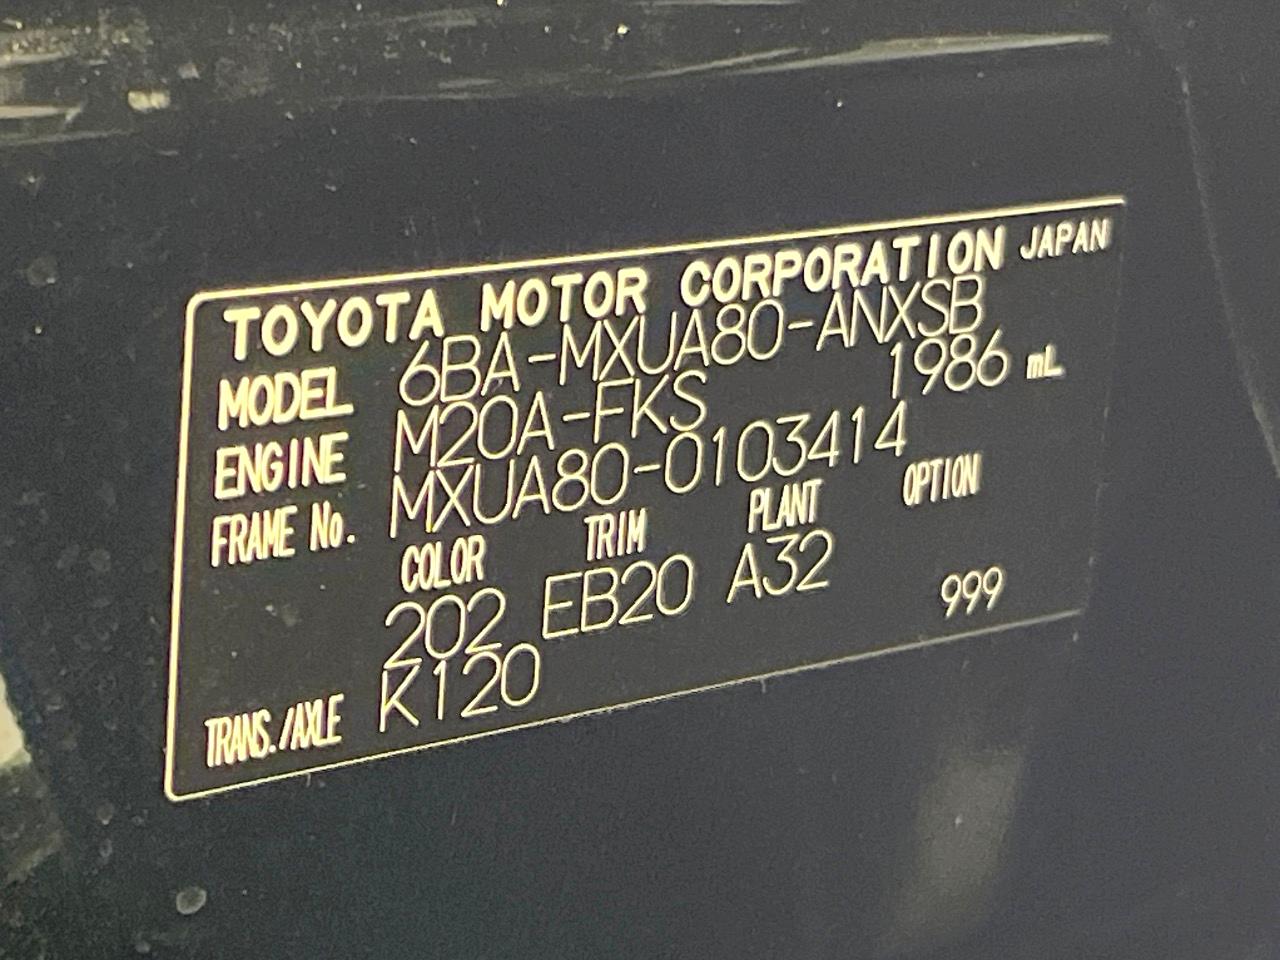 TOYOTA MOTOR CORPORATION JAPAN
MODEL 6BA-MXUA80-ANXSB
ENGINE M20A-FKS 1986 mL
FRAME No. MXUA80-0103414
COLOR TRIM PLANT OPTION
202 EB20 A32 999
TRANS./AXLE K120